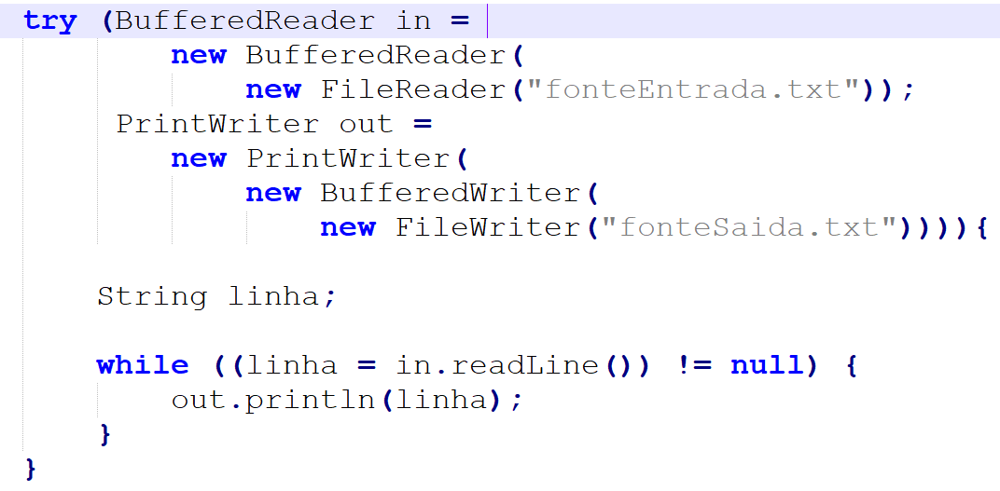 try (BufferedReader in =
        new BufferedReader(
            new FileReader("fonteEntrada.txt"));
     PrintWriter out =
        new PrintWriter(
            new BufferedWriter(
                new FileWriter("fonteSaida.txt")))){

    String linha;

    while ((linha = in.readLine()) != null) {
        out.println(linha);
    }
}